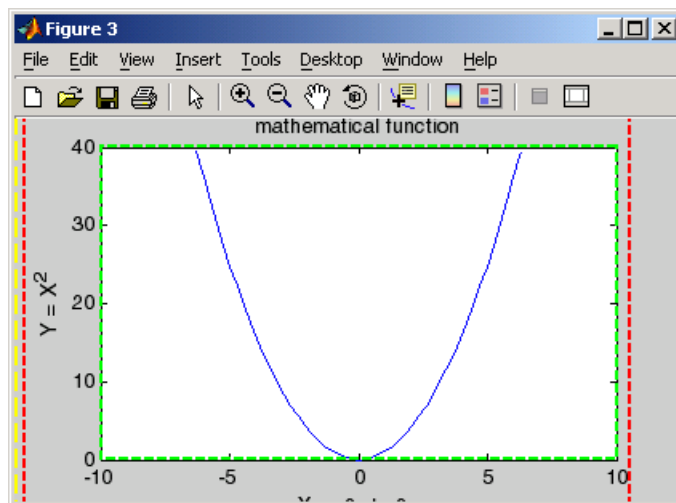 Figure 3
File Edit View Insert Tools Desktop Window Help
mathematical function
40
30
20
10
0
Y = X²
-10 -5 0 5 10